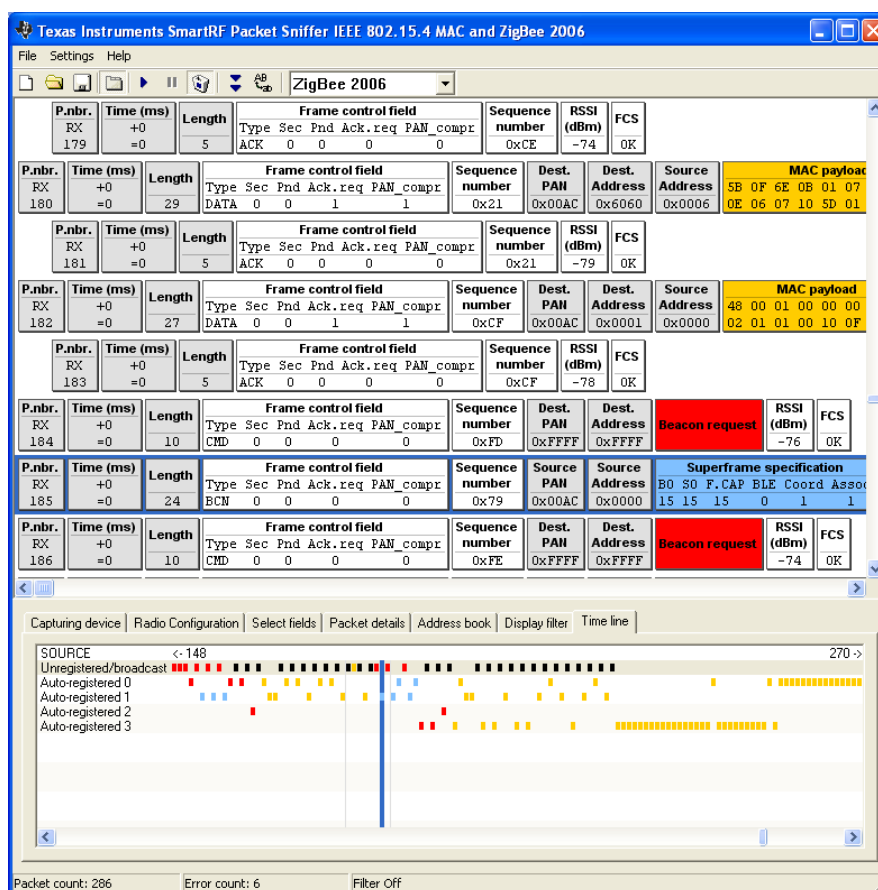 Texas Instruments SmartRF Packet Sniffer IEEE 802.15.4 MAC and ZigBee 2006
File Settings Help
ZigBee 2006
P.nbr. Time (ms) Length Frame control field Sequence number RSSI (dBm) FCS
RX +0 Type Sec Pnd Ack.req PAN_compr
179 =0 5 ACK 0 0 0 0 0xCE -74 OK
P.nbr. Time (ms) Length Frame control field Sequence number Dest. PAN Dest. Address Source Address MAC payload
RX +0 Type Sec Pnd Ack.req PAN_compr 5B 0F 6E 0B 01 07
180 =0 29 DATA 0 0 1 1 0x21 0x00AC 0x6060 0x0006 0E 06 07 10 5D 01
P.nbr. Time (ms) Length Frame control field Sequence number RSSI (dBm) FCS
RX +0 Type Sec Pnd Ack.req PAN_compr
181 =0 5 ACK 0 0 0 0 0x21 -79 OK
P.nbr. Time (ms) Length Frame control field Sequence number Dest. PAN Dest. Address Source Address MAC payload
RX +0 Type Sec Pnd Ack.req PAN_compr 48 00 01 00 00 00
182 =0 27 DATA 0 0 1 1 0xCF 0x00AC 0x0001 0x0000 02 01 01 00 10 0F
P.nbr. Time (ms) Length Frame control field Sequence number RSSI (dBm) FCS
RX +0 Type Sec Pnd Ack.req PAN_compr
183 =0 5 ACK 0 0 0 0 0xCF -78 OK
P.nbr. Time (ms) Length Frame control field Sequence number Dest. PAN Dest. Address Beacon request RSSI (dBm) FCS
RX +0 Type Sec Pnd Ack.req PAN_compr
184 =0 10 CMD 0 0 0 0 0xFD 0xFFFF 0xFFFF -76 OK
P.nbr. Time (ms) Length Frame control field Sequence number Source PAN Source Address Superframe specification
RX +0 Type Sec Pnd Ack.req PAN_compr BO SO F.CAP BLE Coord Assoc
185 =0 24 BCN 0 0 0 0 0x79 0x00AC 0x0000 15 15 15 0 1 1
P.nbr. Time (ms) Length Frame control field Sequence number Dest. PAN Dest. Address Beacon request RSSI (dBm) FCS
RX +0 Type Sec Pnd Ack.req PAN_compr
186 =0 10 CMD 0 0 0 0 0xFE 0xFFFF 0xFFFF -74 OK
Capturing device Radio Configuration Select fields Packet details Address book Display filter Time line
SOURCE <- 148 270 ->
Unregistered/broadcast
Auto-registered 0
Auto-registered 1
Auto-registered 2
Auto-registered 3
Packet count: 286 Error count: 6 Filter Off